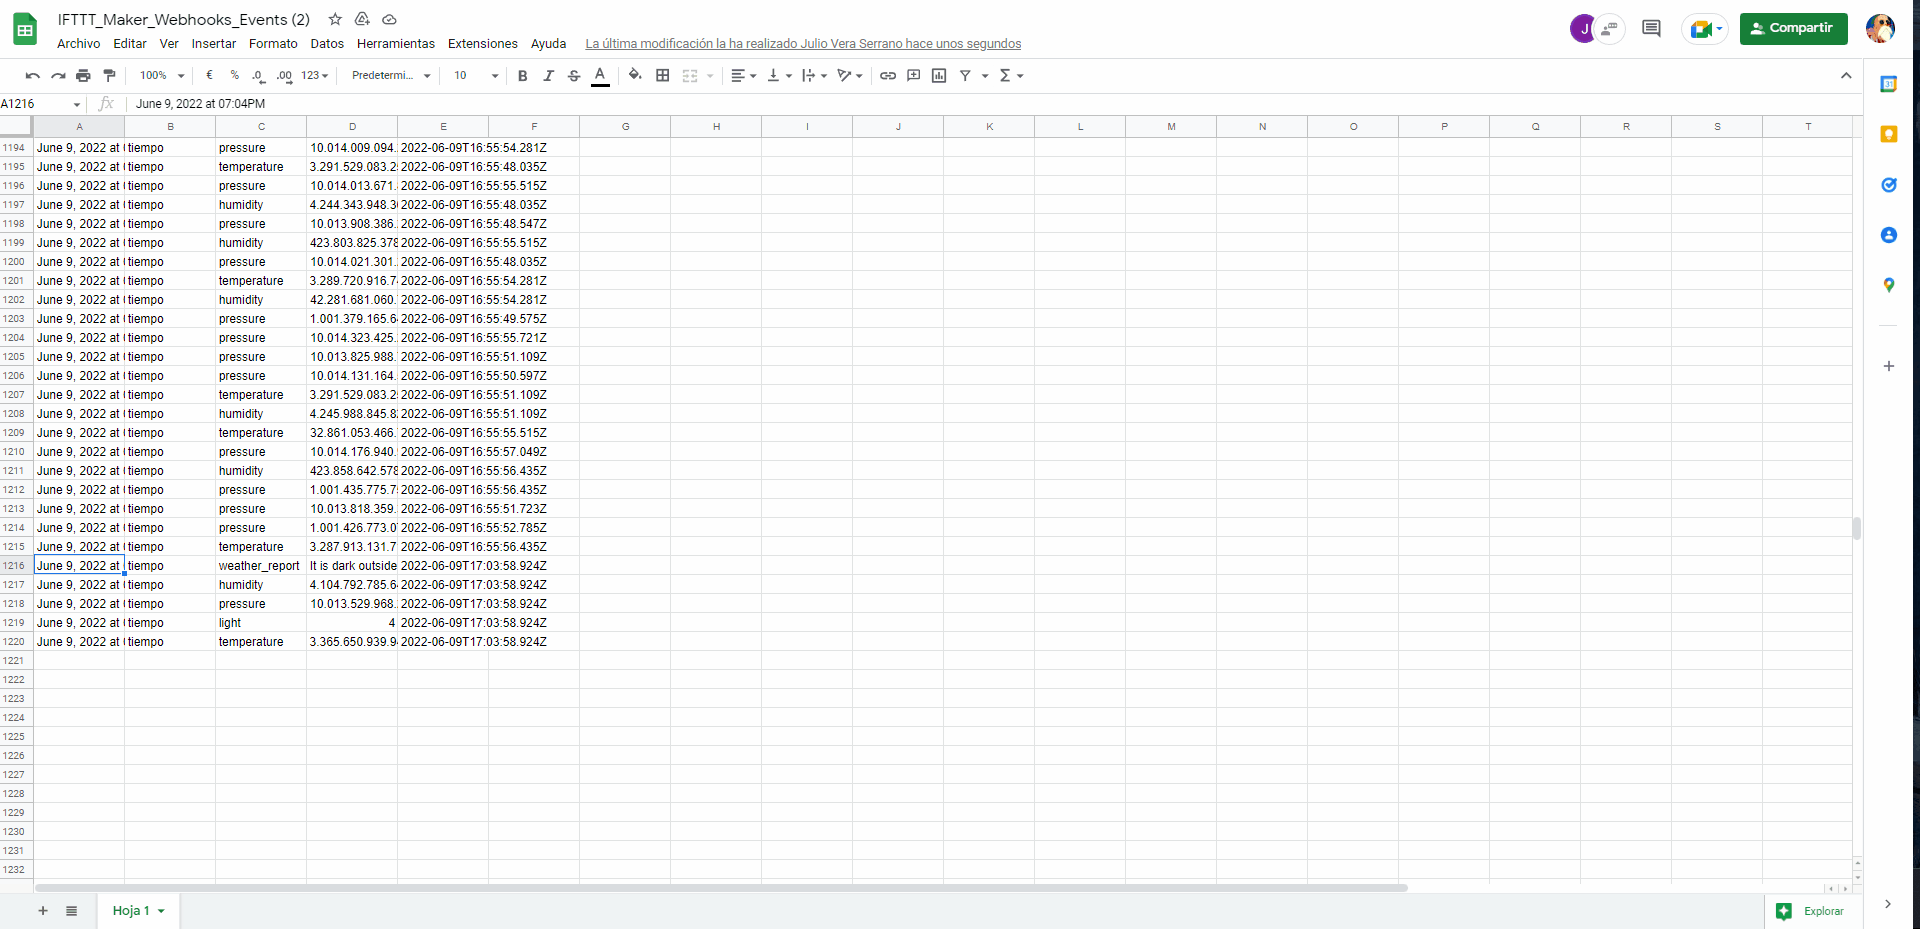 IFTTT_Maker_Webhooks_Events (2)
Archivo Editar Ver Insertar Formato Datos Herramientas Extensiones Ayuda La última modificación la ha realizado Julio Vera Serrano hace unos segundos
J Compartir
100% € % .0 .00 123 Predetermi... 10 B I S A
A1216 fx June 9, 2022 at 07:04PM
A B C D E F G H I J K L M N O P Q R S T
1194 June 9, 2022 at tiempo pressure 10.014.009.094. 2022-06-09T16:55:54.281Z
1195 June 9, 2022 at tiempo temperature 3.291.529.083.2 2022-06-09T16:55:48.035Z
1196 June 9, 2022 at tiempo pressure 10.014.013.671. 2022-06-09T16:55:55.515Z
1197 June 9, 2022 at tiempo humidity 4.244.343.948.3 2022-06-09T16:55:48.035Z
1198 June 9, 2022 at tiempo pressure 10.013.908.386. 2022-06-09T16:55:48.547Z
1199 June 9, 2022 at tiempo humidity 423.803.825.378 2022-06-09T16:55:55.515Z
1200 June 9, 2022 at tiempo pressure 10.014.021.301. 2022-06-09T16:55:48.035Z
1201 June 9, 2022 at tiempo temperature 3.289.720.916.7 2022-06-09T16:55:54.281Z
1202 June 9, 2022 at tiempo humidity 42.281.681.060. 2022-06-09T16:55:54.281Z
1203 June 9, 2022 at tiempo pressure 1.001.379.165.6 2022-06-09T16:55:49.575Z
1204 June 9, 2022 at tiempo pressure 10.014.323.425. 2022-06-09T16:55:55.721Z
1205 June 9, 2022 at tiempo pressure 10.013.825.988. 2022-06-09T16:55:51.109Z
1206 June 9, 2022 at tiempo pressure 10.014.131.164. 2022-06-09T16:55:50.597Z
1207 June 9, 2022 at tiempo temperature 3.291.529.083.2 2022-06-09T16:55:51.109Z
1208 June 9, 2022 at tiempo humidity 4.245.988.845.8 2022-06-09T16:55:51.109Z
1209 June 9, 2022 at tiempo temperature 32.861.053.466. 2022-06-09T16:55:55.515Z
1210 June 9, 2022 at tiempo pressure 10.014.176.940. 2022-06-09T16:55:57.049Z
1211 June 9, 2022 at tiempo humidity 423.858.642.578 2022-06-09T16:55:56.435Z
1212 June 9, 2022 at tiempo pressure 1.001.435.775.7 2022-06-09T16:55:56.435Z
1213 June 9, 2022 at tiempo pressure 10.013.818.359. 2022-06-09T16:55:51.723Z
1214 June 9, 2022 at tiempo pressure 1.001.426.773.0 2022-06-09T16:55:52.785Z
1215 June 9, 2022 at tiempo temperature 3.287.913.131.7 2022-06-09T16:55:56.435Z
1216 June 9, 2022 at tiempo weather_report It is dark outside 2022-06-09T17:03:58.924Z
1217 June 9, 2022 at tiempo humidity 4.104.792.785.6 2022-06-09T17:03:58.924Z
1218 June 9, 2022 at tiempo pressure 10.013.529.968. 2022-06-09T17:03:58.924Z
1219 June 9, 2022 at tiempo light 4 2022-06-09T17:03:58.924Z
1220 June 9, 2022 at tiempo temperature 3.365.650.939.9 2022-06-09T17:03:58.924Z
1221
1222
1223
1224
1225
1226
1227
1228
1229
1230
1231
1232
Hoja 1
Explorar